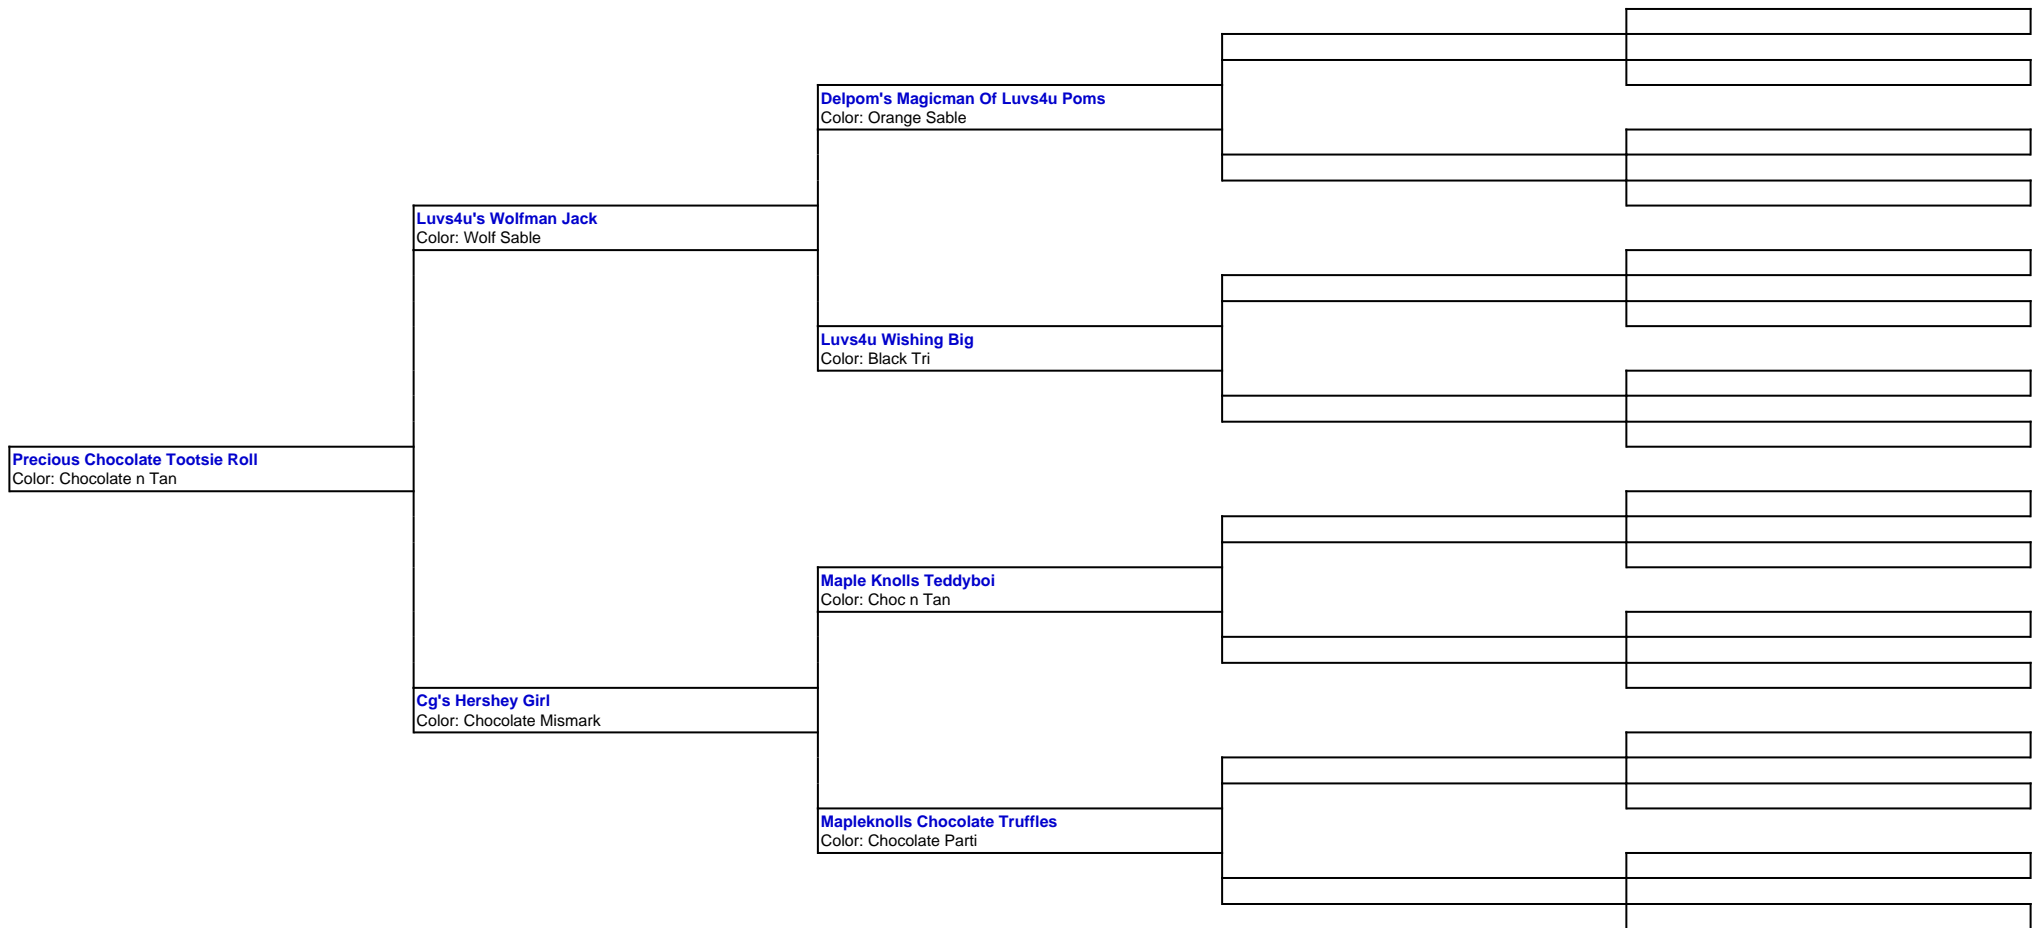 Delpom's Magicman Of Luvs4u Poms
Color: Orange Sable
Luvs4u's Wolfman Jack
Color: Wolf Sable
Luvs4u Wishing Big
Color: Black Tri
Precious Chocolate Tootsie Roll
Color: Chocolate n Tan
Maple Knolls Teddyboi
Color: Choc n Tan
Cg's Hershey Girl
Color: Chocolate Mismark
Mapleknolls Chocolate Truffles
Color: Chocolate Parti